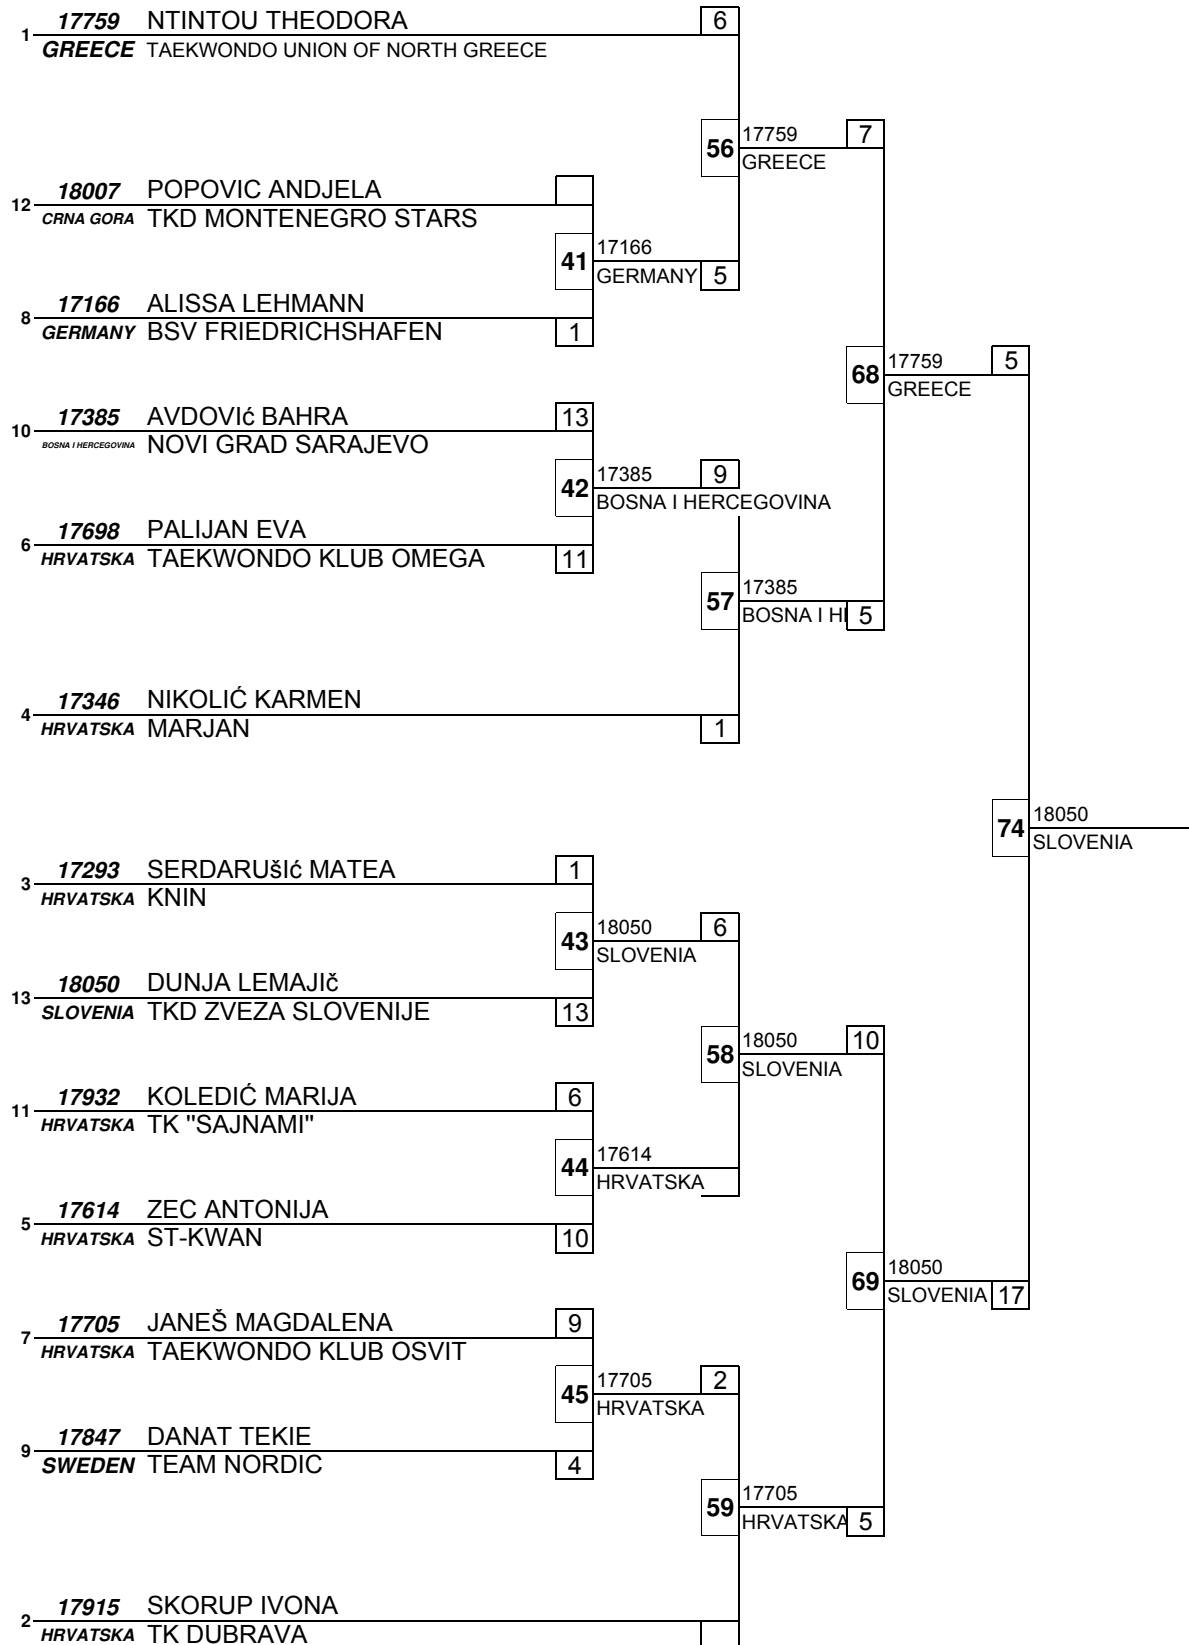 17759 NTINTOU THEODORA 6
1 GREECE TAEKWONDO UNION OF NORTH GREECE
56 17759 7
GREECE
18007 POPOVIC ANDJELA
12 CRNA GORA TKD MONTENEGRO STARS
41 17166
GERMANY 5
17166 ALISSA LEHMANN
8 GERMANY BSV FRIEDRICHSHAFEN 1
68 17759 5
GREECE
17385 AVDOVIć BAHRA 13
10 BOSNA I HERCEGOVINA NOVI GRAD SARAJEVO
42 17385 9
BOSNA I HERCEGOVINA
17698 PALIJAN EVA
6 HRVATSKA TAEKWONDO KLUB OMEGA 11
57 17385
BOSNA I H 5
17346 NIKOLIĆ KARMEN
4 HRVATSKA MARJAN 1
74 18050
SLOVENIA
17293 SERDARUšIć MATEA 1
3 HRVATSKA KNIN
43 18050 6
SLOVENIA
18050 DUNJA LEMAJIč
13 SLOVENIA TKD ZVEZA SLOVENIJE 13
58 18050 10
SLOVENIA
17932 KOLEDIĆ MARIJA 6
11 HRVATSKA TK "SAJNAMI"
44 17614
HRVATSKA
17614 ZEC ANTONIJA
5 HRVATSKA ST-KWAN 10
69 18050
SLOVENIA 17
17705 JANEŠ MAGDALENA 9
7 HRVATSKA TAEKWONDO KLUB OSVIT
45 17705 2
HRVATSKA
17847 DANAT TEKIE
9 SWEDEN TEAM NORDIC 4
59 17705
HRVATSKA 5
17915 SKORUP IVONA
2 HRVATSKA TK DUBRAVA